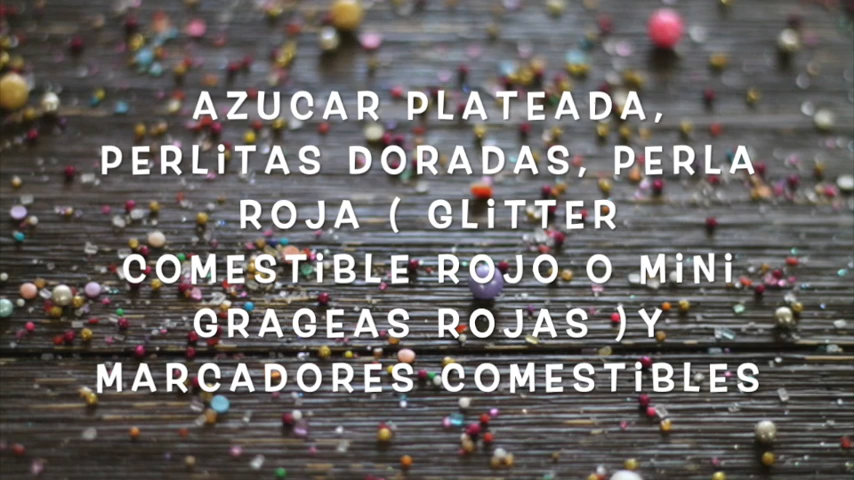 AZUCAR PLATEADA,
PERLiTAS DORADAS, PERLA
ROJA ( GLiTTER
COMESTiBLE ROJO O MiNi
GRAGEAS ROJAS )Y
MARCADORES COMESTiBLES